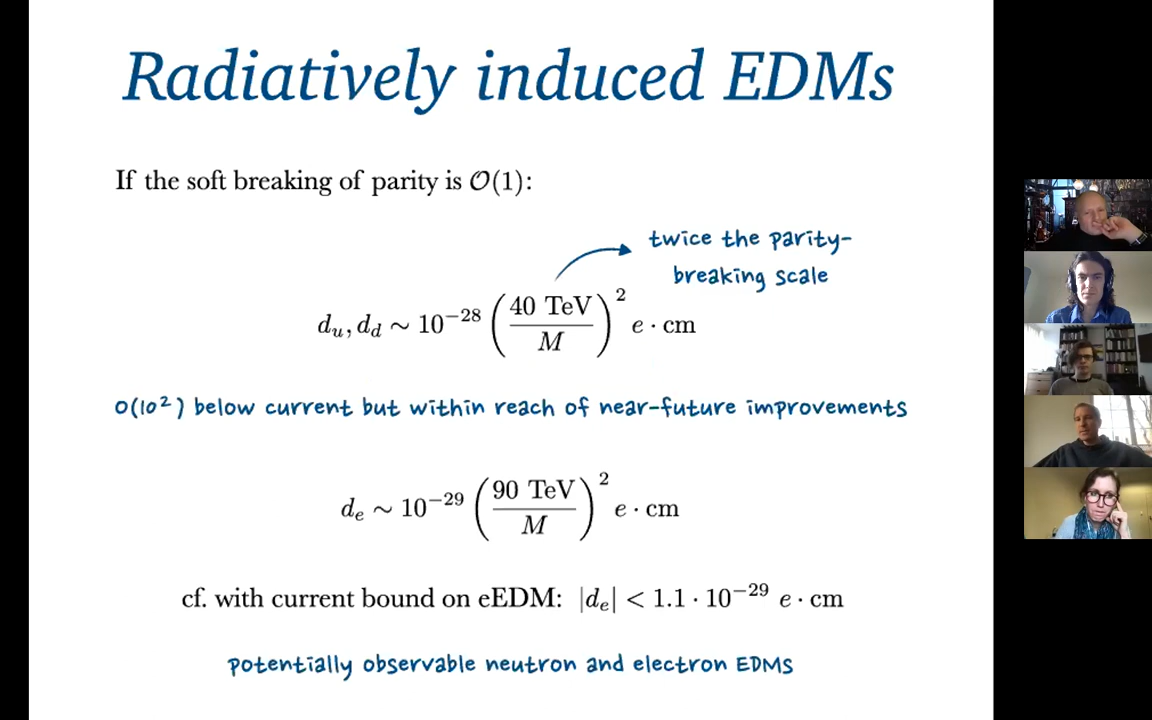 Radiatively induced EDMs
If the soft breaking of parity is 𝒪(1):
twice the parity-
breaking scale
d_u, d_d ∼ 10^{−28} (40 TeV / M)^2 e · cm
O(10^2) below current but within reach of near-future improvements
d_e ∼ 10^{−29} (90 TeV / M)^2 e · cm
cf. with current bound on eEDM: |d_e| < 1.1 · 10^{−29} e · cm
potentially observable neutron and electron EDMs